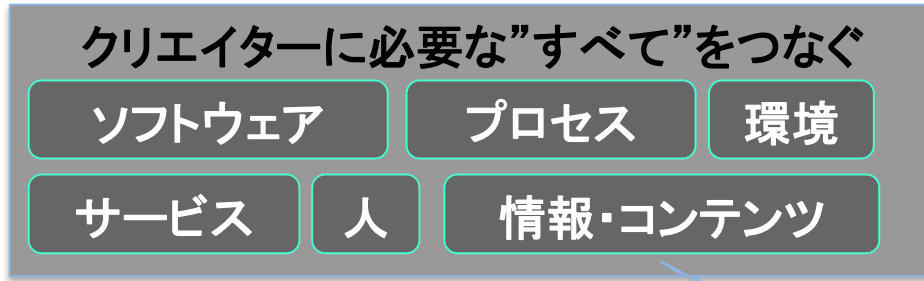 クリエイターに必要な”すべて”をつなぐ
ソフトウェア プロセス 環境
サービス 人 情報・コンテンツ